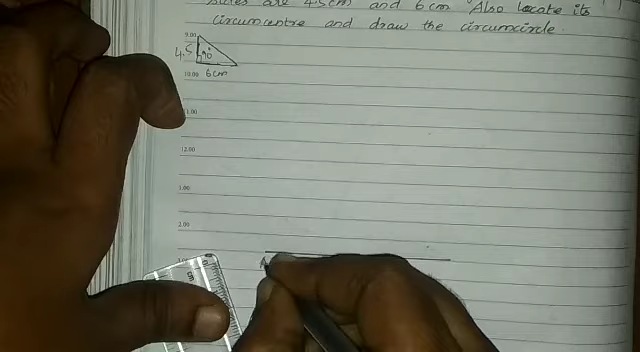 sides are 4.5cm and 6cm Also Locate its
circumcentre and draw the circumcircle.
9.00
4.5
90
10.00 6cm
11.00
12.00
1.00
2.00
cm